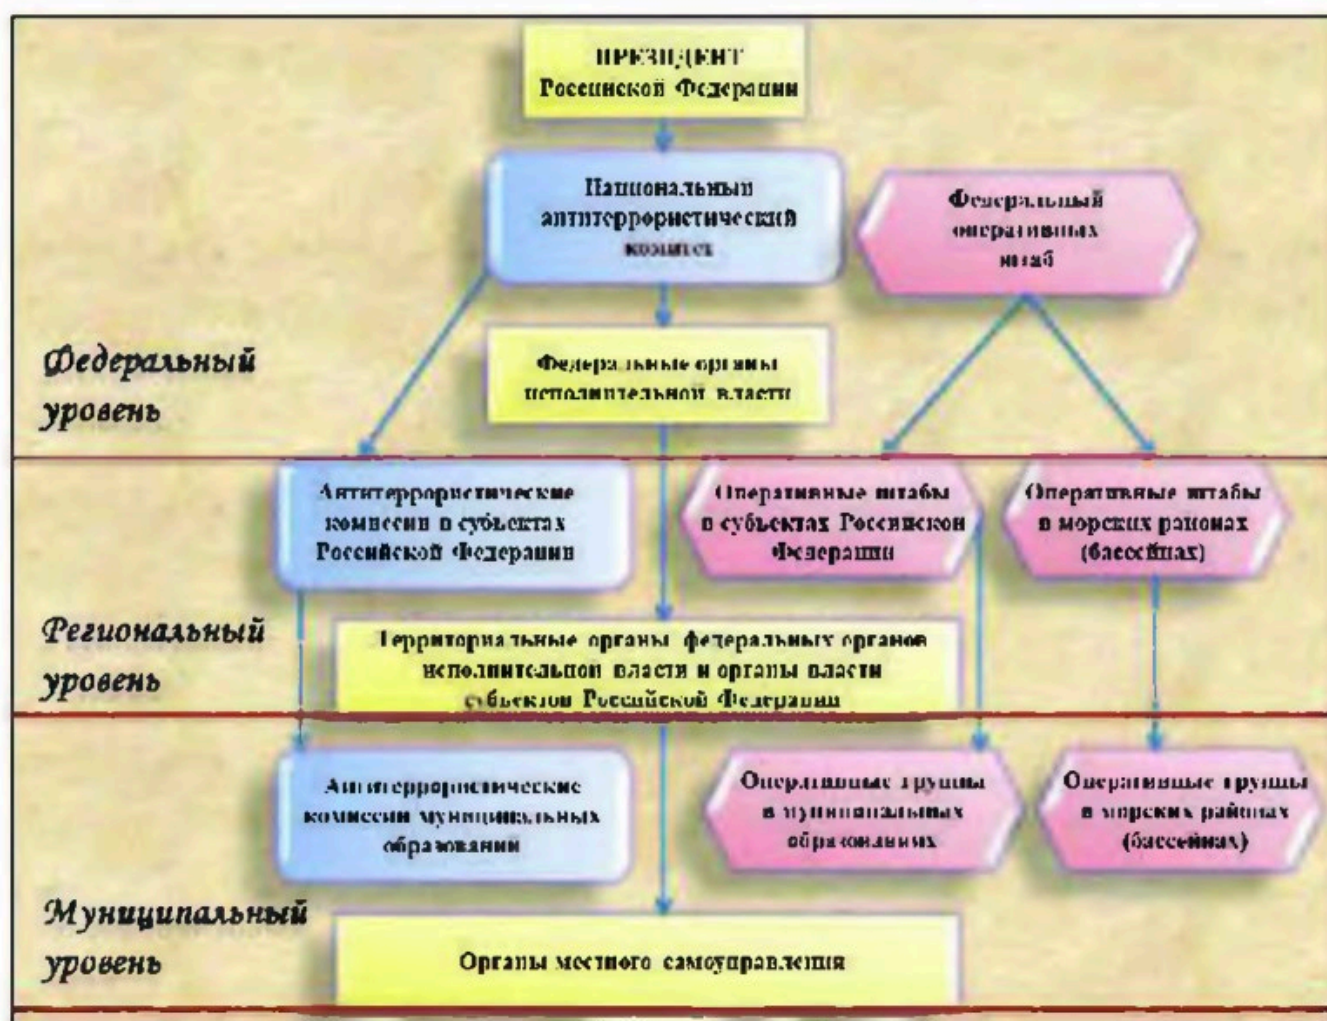 ПРЕЗИДЕНТ
Российской Федерации
Национальный
антитеррористический
комитет
Федеральный
оперативных
штаб
Федеральный
уровень
Федеральные органы
исполнительной власти
Антитеррористические
комиссии в субъектах
Российской Федерации
Оперативные штабы
в субъектах Российской
Федерации
Оперативные штабы
в морских районах
(бассейнах)
Региональный
уровень
Территориальные органы федеральных органов
исполнительной власти и органы власти
субъектов Российской Федерации
Антитеррористические
комиссии муниципальных
образований
Оперативные группы
в муниципальных
образованиях
Оперативные группы
в морских районах
(бассейнах)
Муниципальный
уровень
Органы местного самоуправления